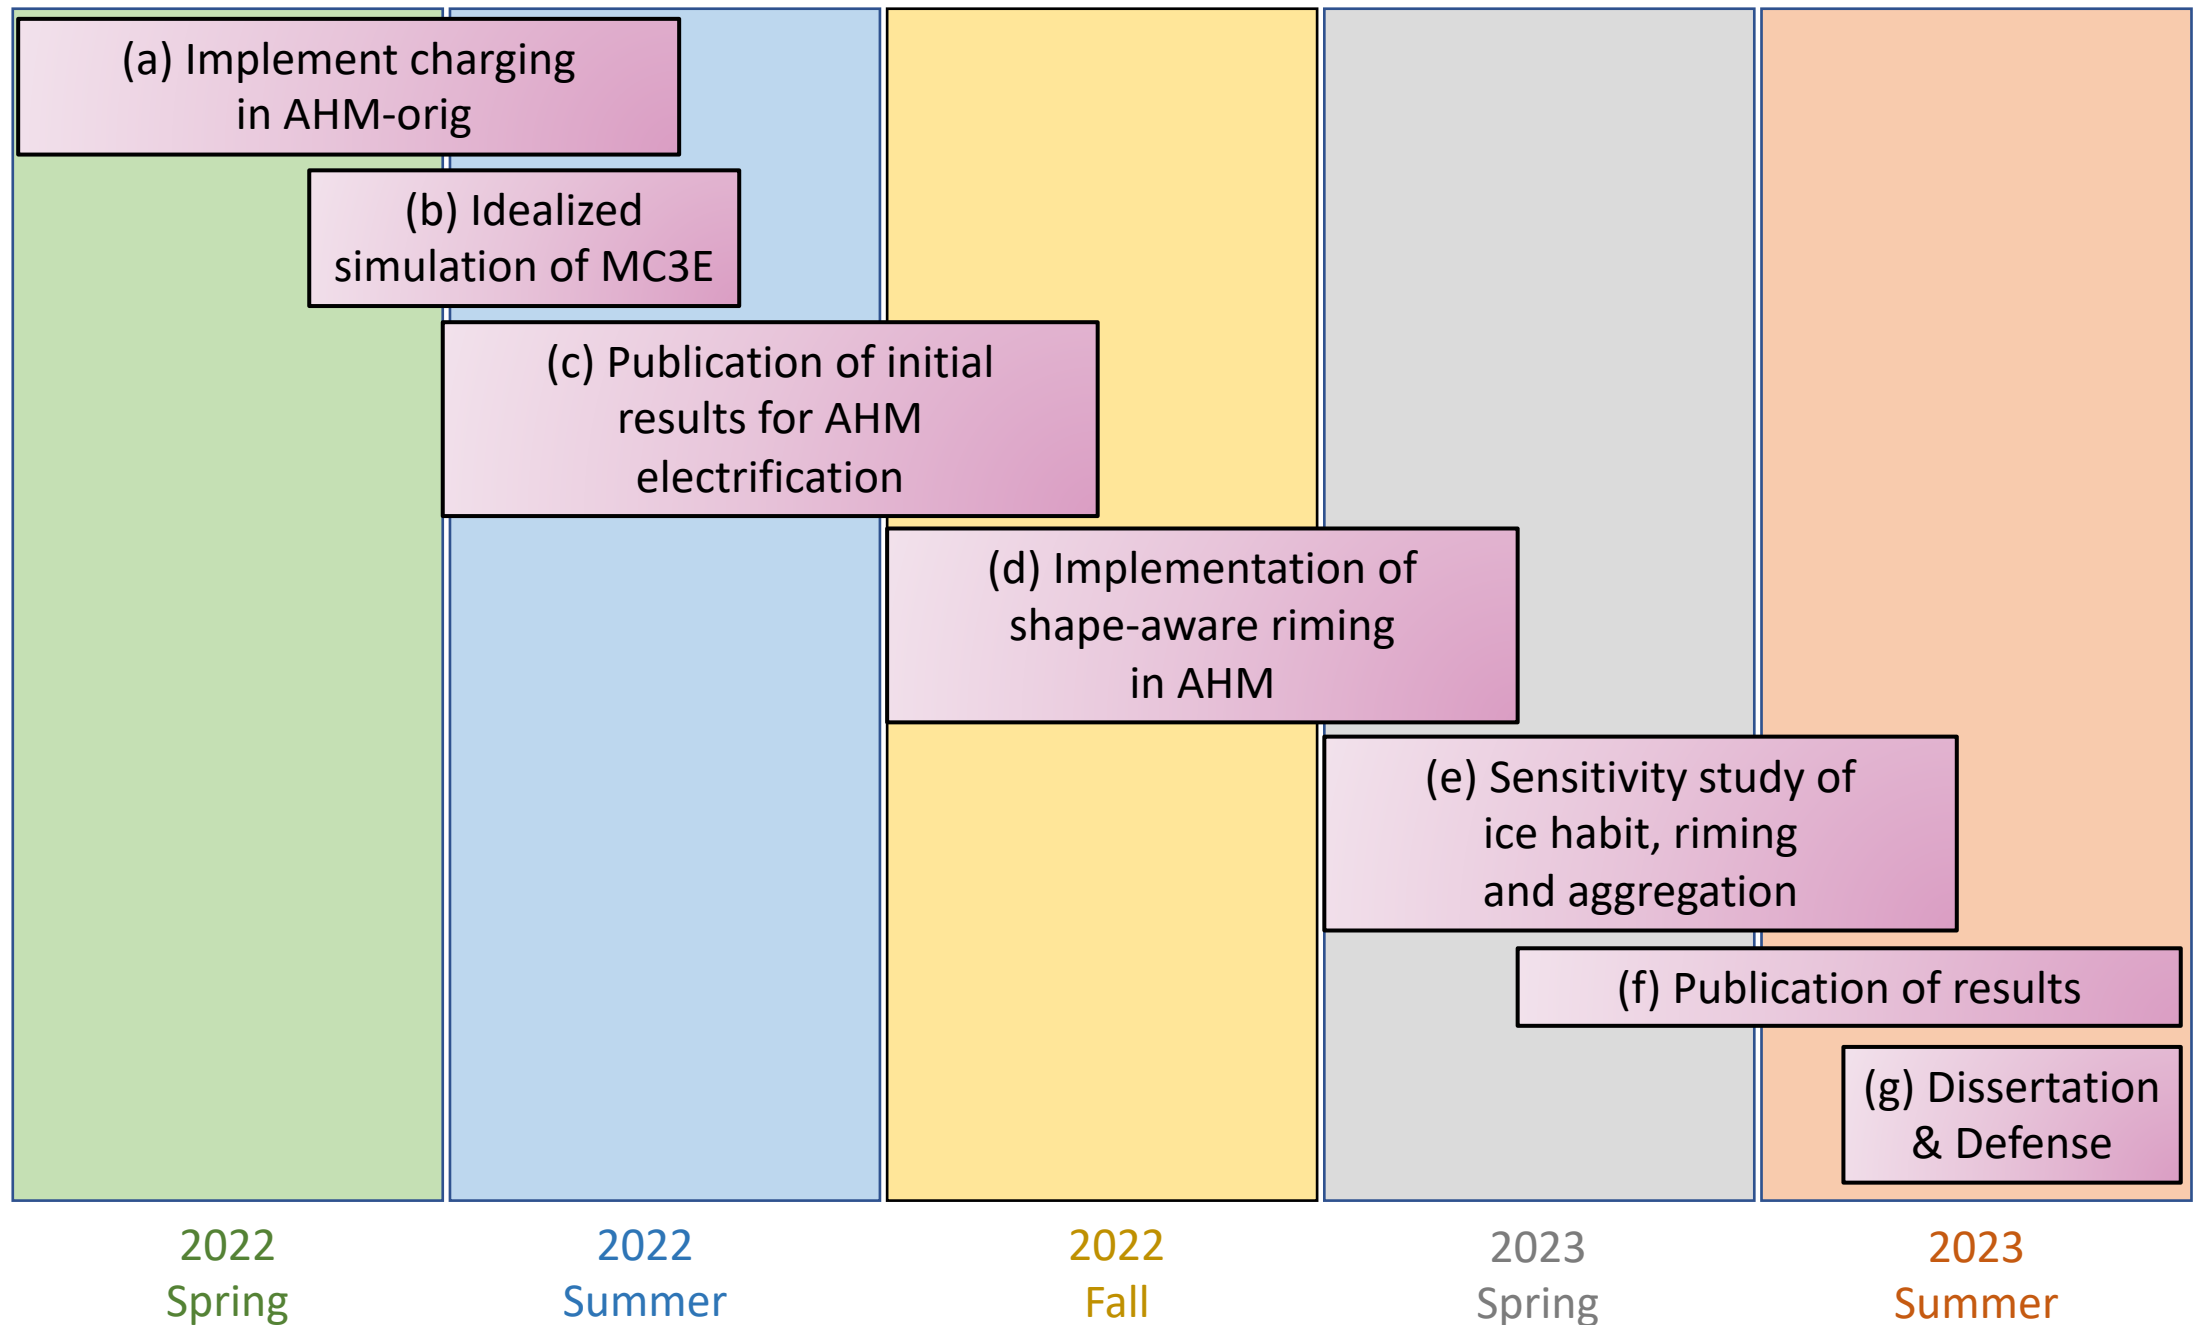 (a) Implement charging
in AHM-orig
(b) Idealized
simulation of MC3E
(c) Publication of initial
results for AHM
electrification
(d) Implementation of
shape-aware riming
in AHM
(e) Sensitivity study of
ice habit, riming
and aggregation
(f) Publication of results
(g) Dissertation
& Defense
2022
Spring
2022
Summer
2022
Fall
2023
Spring
2023
Summer